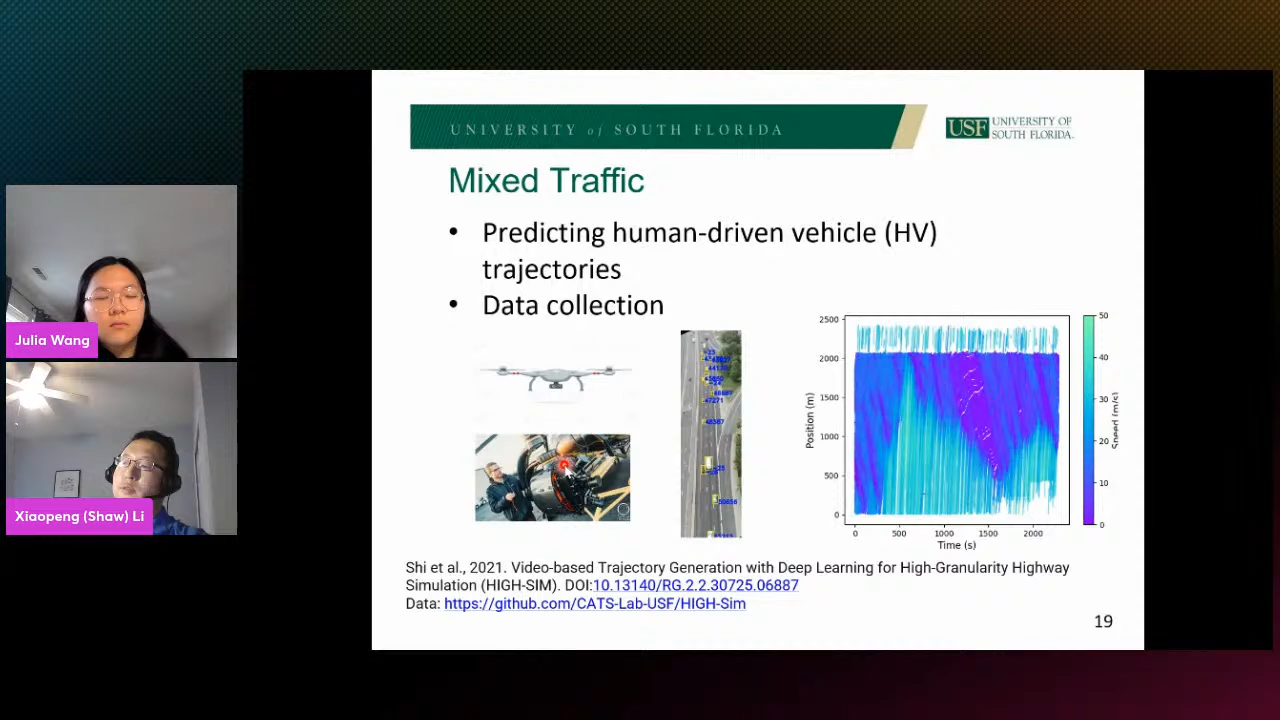 UNIVERSITY of SOUTH FLORIDA
USF UNIVERSITY OF
SOUTH FLORIDA.
Mixed Traffic
• Predicting human-driven vehicle (HV)
trajectories
• Data collection
Julia Wang
Xiaopeng (Shaw) Li
47271
48387
50656
2500
2000
1500
1000
500
0
Position (m)
0
500
1000
1500
2000
Time (s)
50
40
30
20
10
0
Speed (m/s)
Shi et al., 2021. Video-based Trajectory Generation with Deep Learning for High-Granularity Highway
Simulation (HIGH-SIM). DOI:10.13140/RG.2.2.30725.06887
Data: https://github.com/CATS-Lab-USF/HIGH-Sim
19